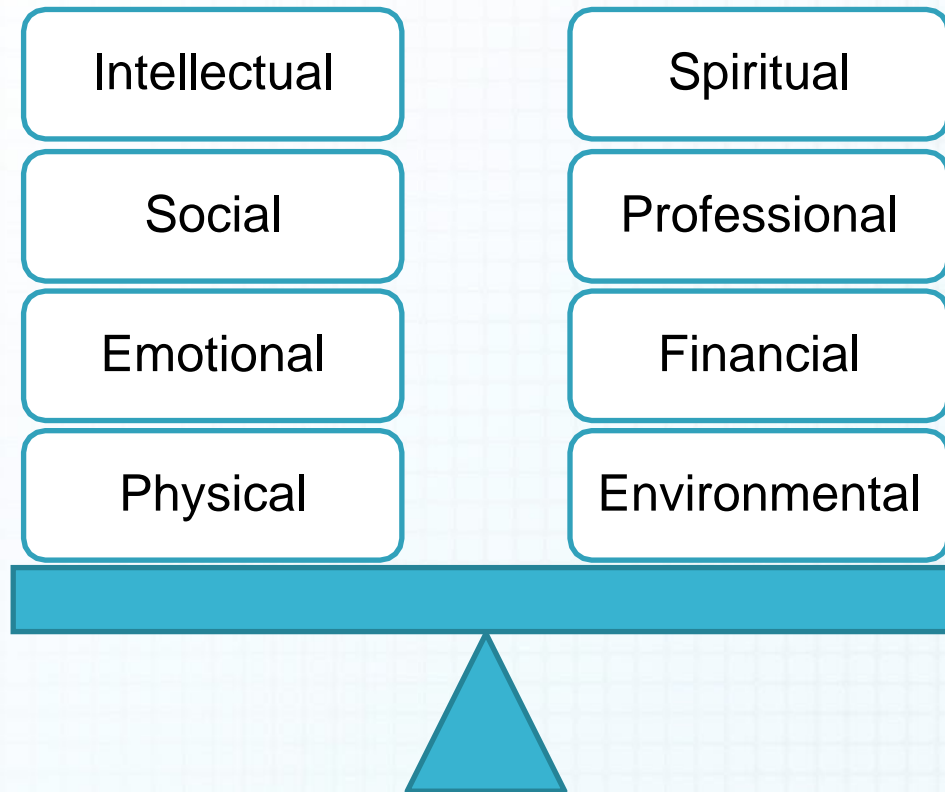 Intellectual
Social
Emotional
Physical
Spiritual
Professional
Financial
Environmental